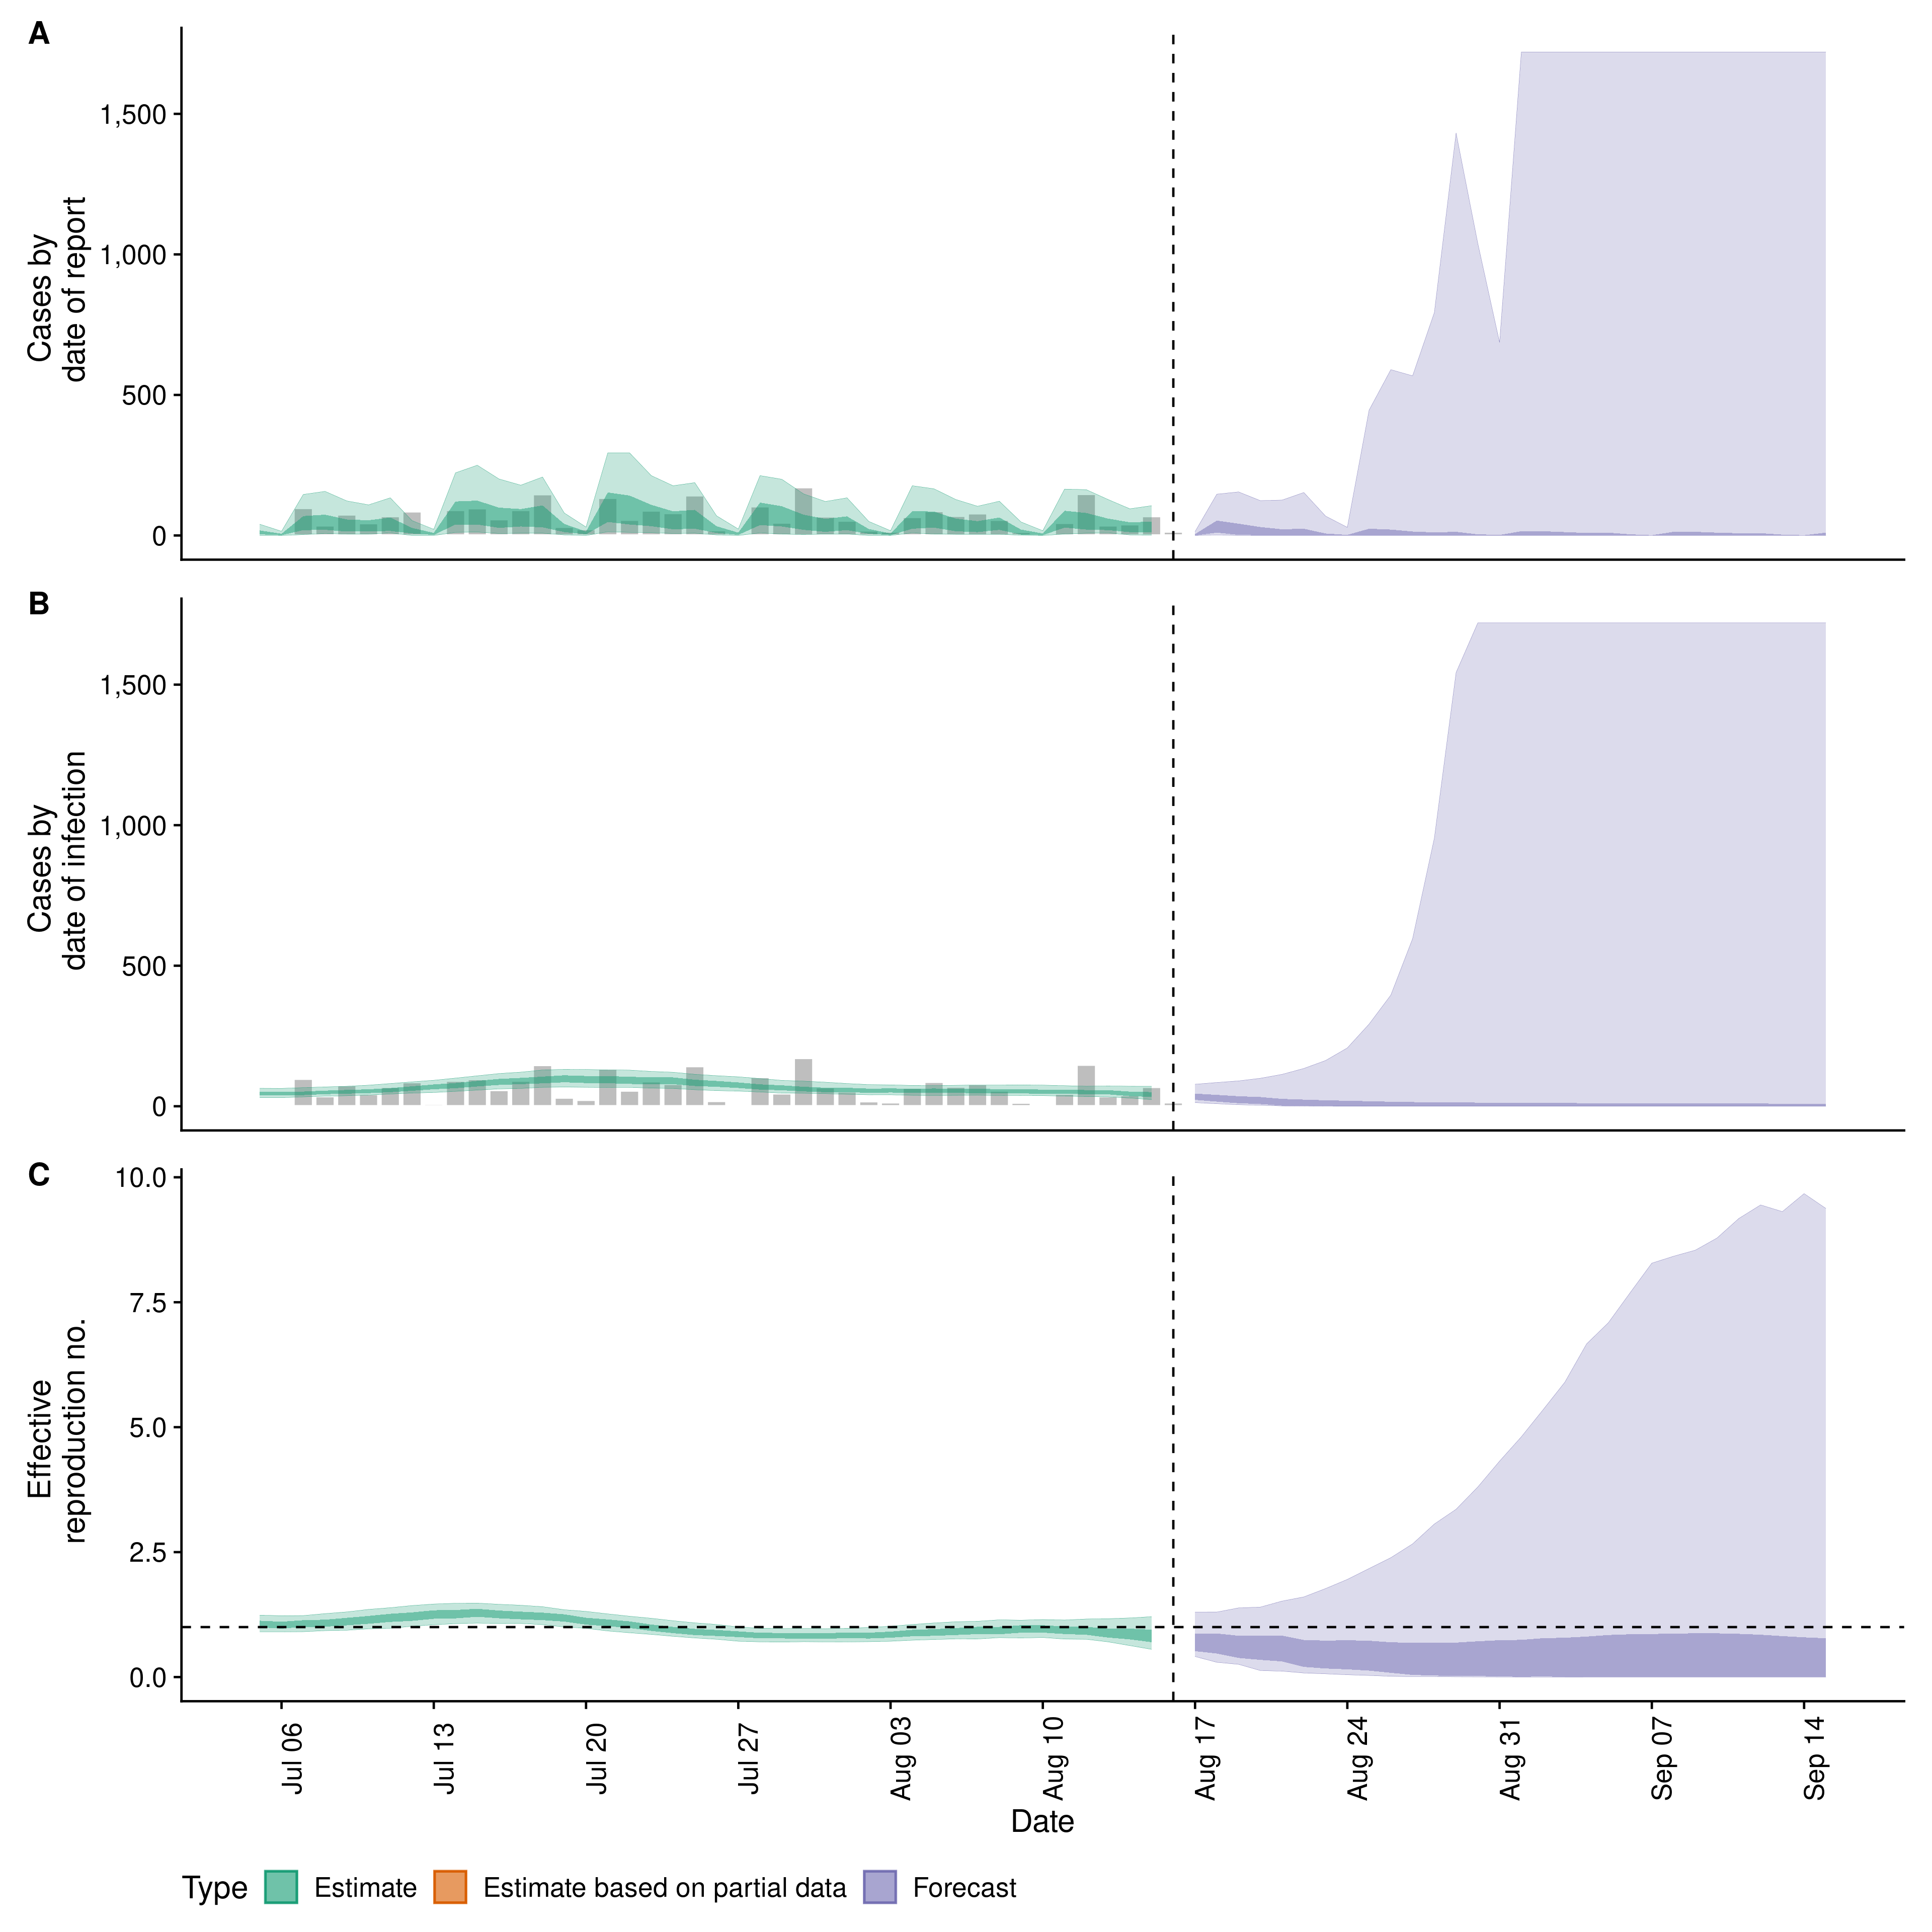 A
Cases by
date of report
1,500
1,000
500
0
B
Cases by
date of infection
1,500
1,000
500
0
C
Effective
reproduction no.
10.0
7.5
5.0
2.5
0.0
Jul 06
Jul 13
Jul 20
Jul 27
Aug 03
Aug 10
Aug 17
Aug 24
Aug 31
Sep 07
Sep 14
Date
Type Estimate Estimate based on partial data Forecast